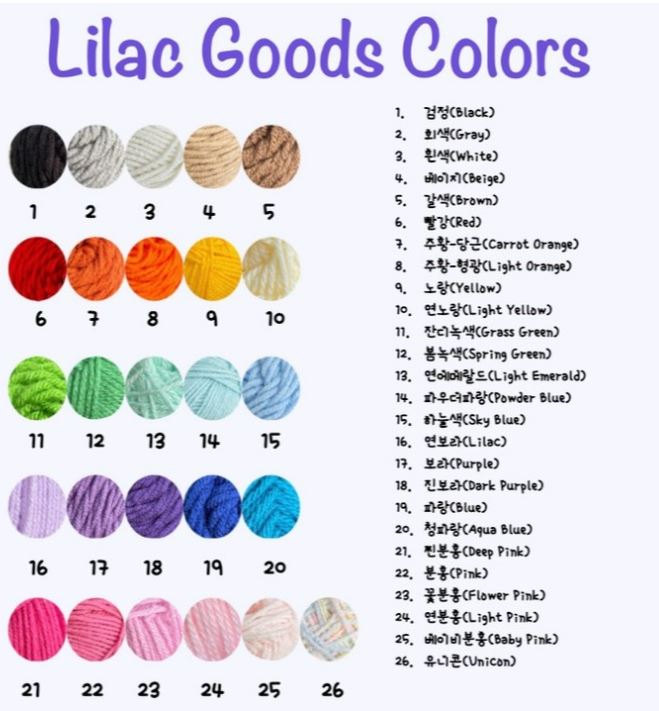 Lilac Goods Colors
1 2 3 4 5
6 7 8 9 10
11 12 13 14 15
16 17 18 19 20
21 22 23 24 25 26
1. 검정(Black)
2. 회색(Gray)
3. 흰색(White)
4. 베이지(Beige)
5. 갈색(Brown)
6. 빨강(Red)
7. 주황-당근(Carrot Orange)
8. 주황-형광(Light Orange)
9. 노랑(Yellow)
10. 연노랑(Light Yellow)
11. 잔디녹색(Grass Green)
12. 봄녹색(Spring Green)
13. 연에메랄드(Light Emerald)
14. 파우더파랑(Powder Blue)
15. 하늘색(Sky Blue)
16. 연보라(Lilac)
17. 보라(Purple)
18. 진보라(Dark Purple)
19. 파랑(Blue)
20. 청파랑(Aqua Blue)
21. 찐분홍(Deep Pink)
22. 분홍(Pink)
23. 꽃분홍(Flower Pink)
24. 연분홍(Light Pink)
25. 베이비분홍(Baby Pink)
26. 유니콘(Unicon)